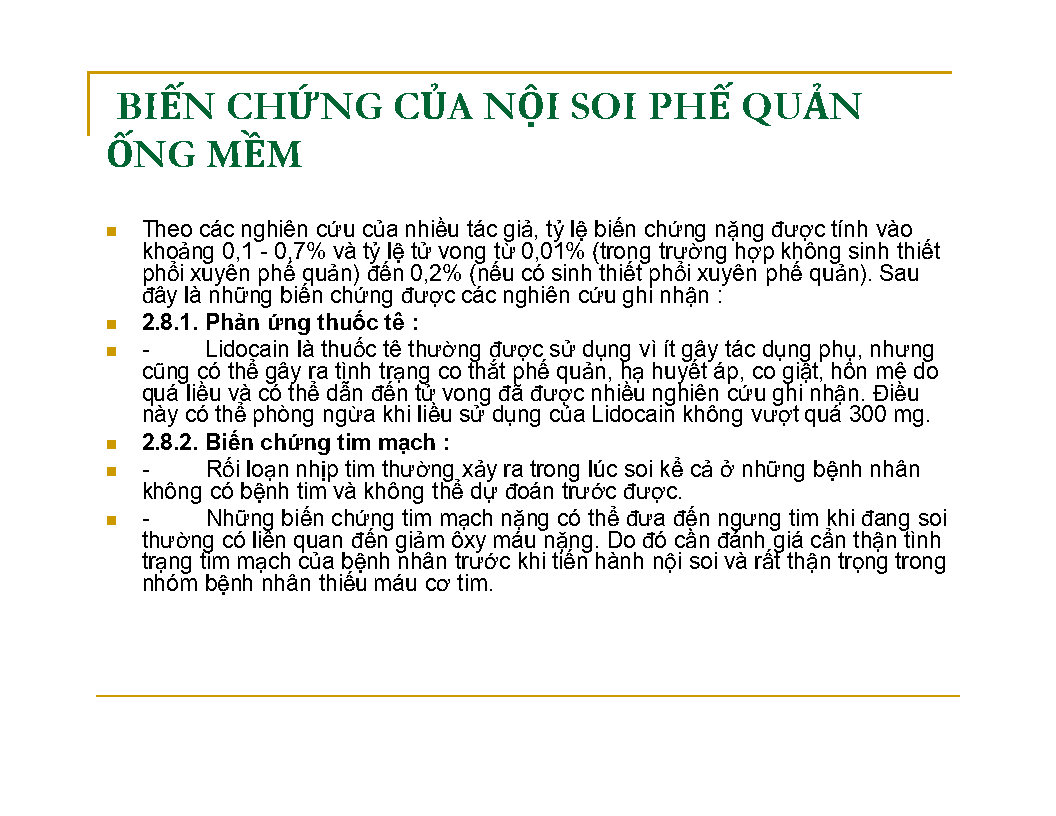 BIẾN CHỨNG CỦA NỘI SOI PHẾ QUẢN
ỐNG MỀM
Theo các nghiên cứu của nhiều tác giả, tỷ lệ biến chứng nặng được tính vào
khoảng 0,1 - 0,7% và tỷ lệ tử vong từ 0,01% (trong trường hợp không sinh thiết
phổi xuyên phế quản) đến 0,2% (nếu có sinh thiết phổi xuyên phế quản). Sau
đây là những biến chứng được các nghiên cứu ghi nhận :
2.8.1. Phản ứng thuốc tê :
- Lidocain là thuốc tê thường được sử dụng vì ít gây tác dụng phụ, nhưng
cũng có thể gây ra tình trạng co thắt phế quản, hạ huyết áp, co giật, hôn mê do
quá liều và có thể dẫn đến tử vong đã được nhiều nghiên cứu ghi nhận. Điều
này có thể phòng ngừa khi liều sử dụng của Lidocain không vượt quá 300 mg.
2.8.2. Biến chứng tim mạch :
- Rối loạn nhịp tim thường xảy ra trong lúc soi kể cả ở những bệnh nhân
không có bệnh tim và không thể dự đoán trước được.
- Những biến chứng tim mạch nặng có thể đưa đến ngưng tim khi đang soi
thường có liên quan đến giảm ôxy máu nặng. Do đó cần đánh giá cẩn thận tình
trạng tim mạch của bệnh nhân trước khi tiến hành nội soi và rất thận trọng trong
nhóm bệnh nhân thiếu máu cơ tim.